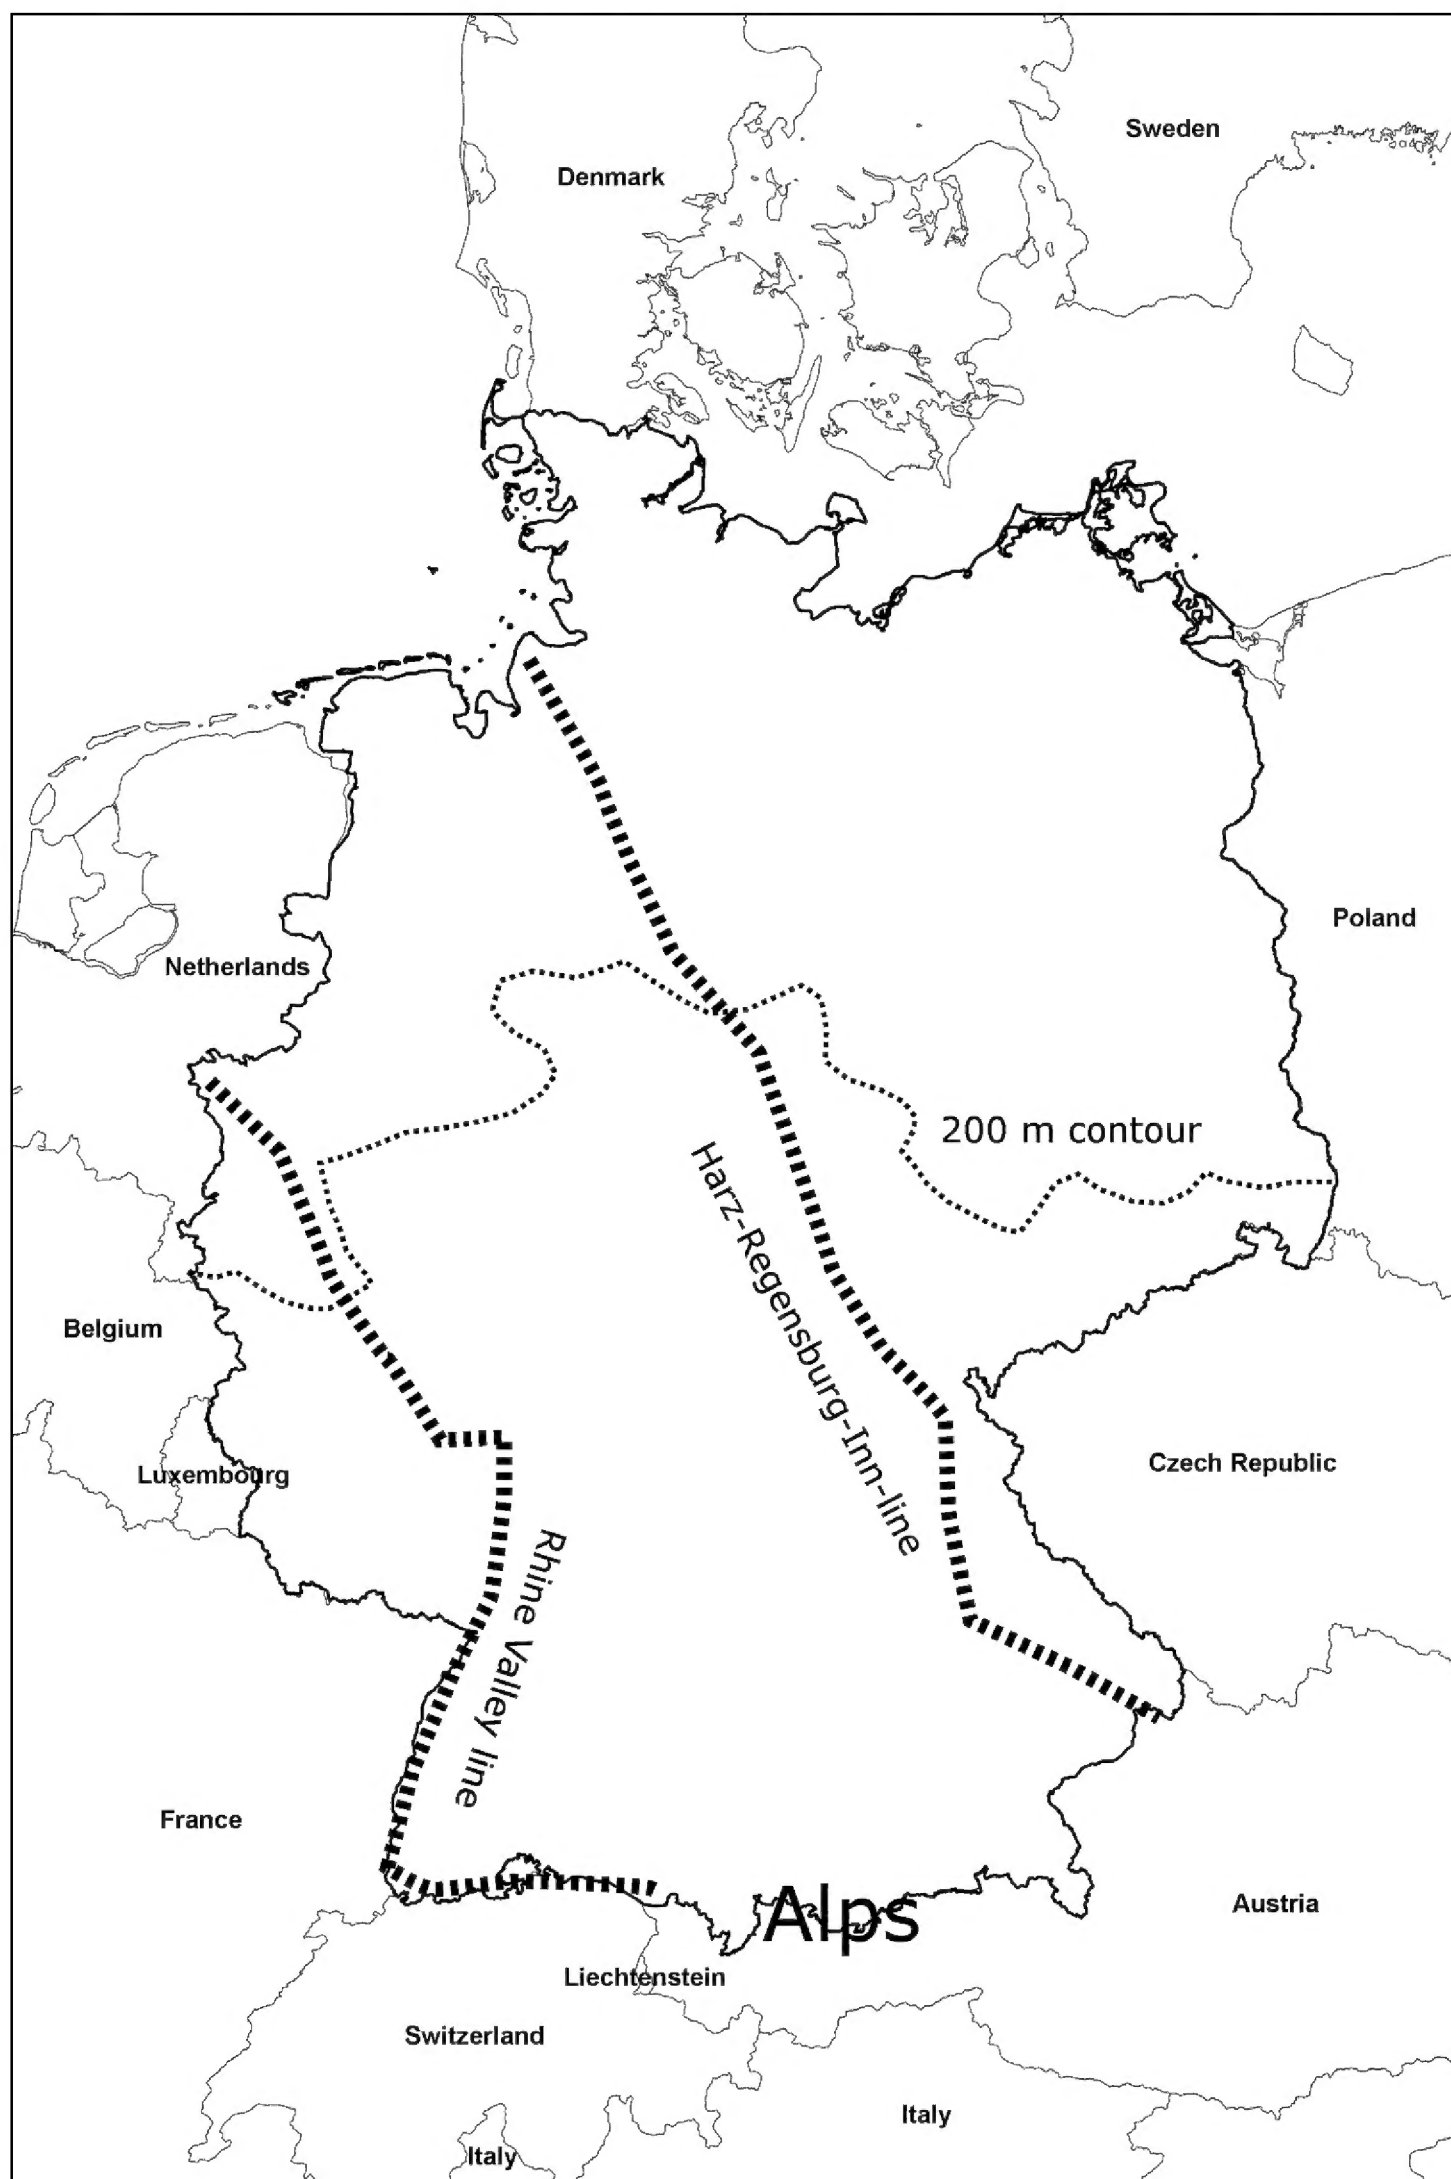 Sweden
Denmark
Poland
Netherlands
200 m contour
Harz-Regensburg-Inn-line
Belgium
Czech Republic
Luxembourg
Rhine Valley line
France
Alps
Austria
Liechtenstein
Switzerland
Italy
Italy